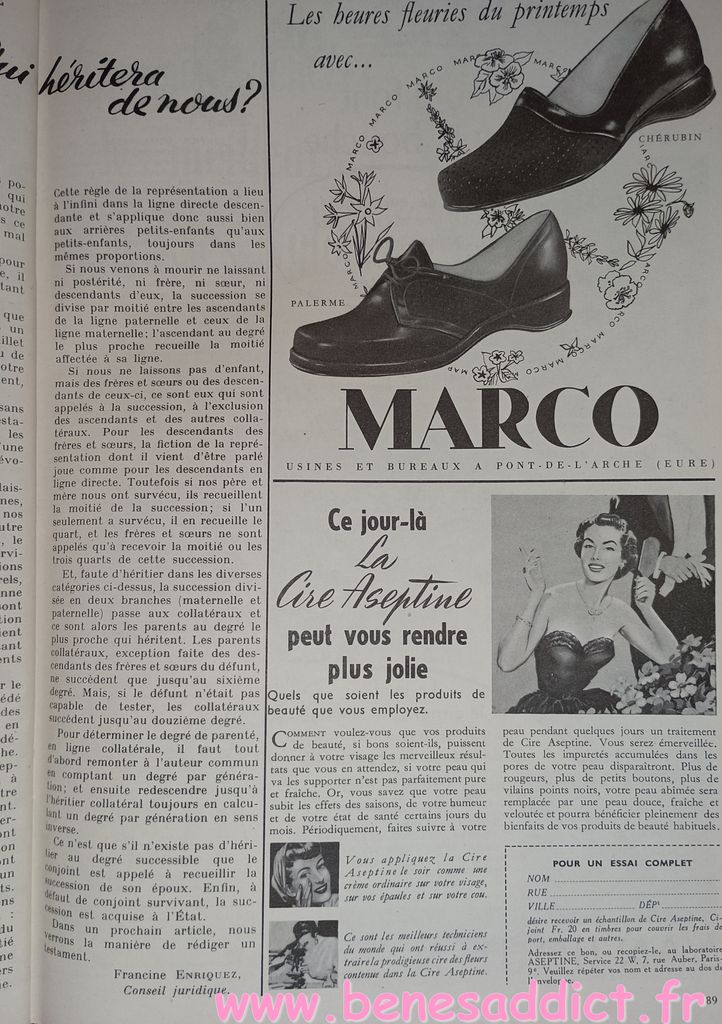 héritera
de nous?
Cette règle de la représentation a lieu
à l'infini dans la ligne directe descen-
dante et s'applique donc aussi bien
aux arrières petits-enfants qu'aux
petits-enfants, toujours dans les
mêmes proportions.
Si nous venons à mourir ne laissant
ni postérité, ni frère, ni sœur, ni
descendants d'eux, la succession se
divise par moitié entre les ascendants
de la ligne paternelle et ceux de la
ligne maternelle; l'ascendant au degré
le plus proche recueille la moitié
affectée à sa ligne.
Si nous ne laissons pas d'enfant,
mais des frères et sœurs ou des descen-
dants de ceux-ci, ce sont eux qui sont
appelés à la succession, à l'exclusion
des ascendants et des autres colla-
téraux. Pour les descendants des
frères et sœurs, la fiction de la repré-
sentation dont il vient d'être parlé
joue comme pour les descendants en
ligne directe. Toutefois si nos père et
mère nous ont survécu, ils recueillent
la moitié de la succession; si l'un
seulement a survécu, il en recueille le
quart, et les frères et sœurs ne sont
appelés qu'à recevoir la moitié ou les
trois quarts de cette succession.
Et, faute d'hériter dans les diverses
catégories ci-dessus, la succession divi-
sée en deux branches (maternelle et
paternelle) passe aux collatéraux et
ce sont alors les parents au degré le
plus proche qui héritent. Les parents
collatéraux, exception faite des des-
cendants des frères et sœurs du défunt,
ne succèdent que jusqu'au sixième
degré. Mais, si le défunt n'était pas
capable de tester, les collatéraux
succèdent jusqu'au douzième degré.
Pour déterminer le degré de parenté,
en ligne collatérale, il faut tout
d'abord remonter à l'auteur commun
en comptant un degré par généra-
tion; et ensuite redescendre jusqu'à
l'héritier collatéral toujours en calcu-
lant un degré par génération en sens
inverse.
Ce n'est que s'il n'existe pas d'héri-
tier au degré successible que le
conjoint est appelé à recueillir la
succession de son époux. Enfin, à
défaut de conjoint survivant, la suc-
cession est acquise à l'État.
Dans un prochain article, nous
verrons la manière de rédiger un
testament.
Francine ENRIQUEZ,
Conseil juridique.
Les heures fleuries du printemps
avec...
MARCO MARCO MARCO MARCO
CHÉRUBIN
PALERME
MARCO
USINES ET BUREAUX A PONT-DE-L'ARCHE (EURE)
Ce jour-là
La
Cire Aseptine
peut vous rendre
plus jolie
Quels que soient les produits de
beauté que vous employez.
COMMENT voulez-vous que vos produits
de beauté, si bons soient-ils, puissent
donner à votre visage les merveilleux résul-
tats que vous en attendez, si votre peau qui
va les supporter n'est pas parfaitement pure
et fraîche. Or, vous savez que votre peau
subit les effets des saisons, de votre humeur
et de votre état de santé certains jours du
mois. Périodiquement, faites suivre à votre
peau pendant quelques jours un traitement
de Cire Aseptine. Vous serez émerveillée.
Toutes les impuretés accumulées dans les
pores de votre peau disparaîtront. Plus de
rougeurs, plus de petits boutons, plus de
vilains points noirs, votre peau abîmée sera
remplacée par une peau douce, fraîche et
veloutée et pourra bénéficier pleinement des
bienfaits de vos produits de beauté habituels.
Vous appliquez la Cire
Aseptine le soir comme une
crème ordinaire sur votre visage,
sur vos épaules et sur votre cou.
Ce sont les meilleurs techniciens
du monde qui ont réussi à ex-
traire la prodigieuse cire des fleurs
contenue dans la Cire Aseptine.
POUR UN ESSAI COMPLET
NOM
RUE
VILLE DÉPt
désire recevoir un échantillon de Cire Aseptine, Ci-
joint Fr. 20 en timbres pour couvrir les frais de
port, emballage et autres.
Adressez ce bon, ou recopiez-le, au laboratoire
ASEPTINE, Service 22 W, 7, rue Auber, Paris-
9e. Veuillez répéter vos nom et adresse au dos de
l'enveloppe.
89
www.benesaddict.fr